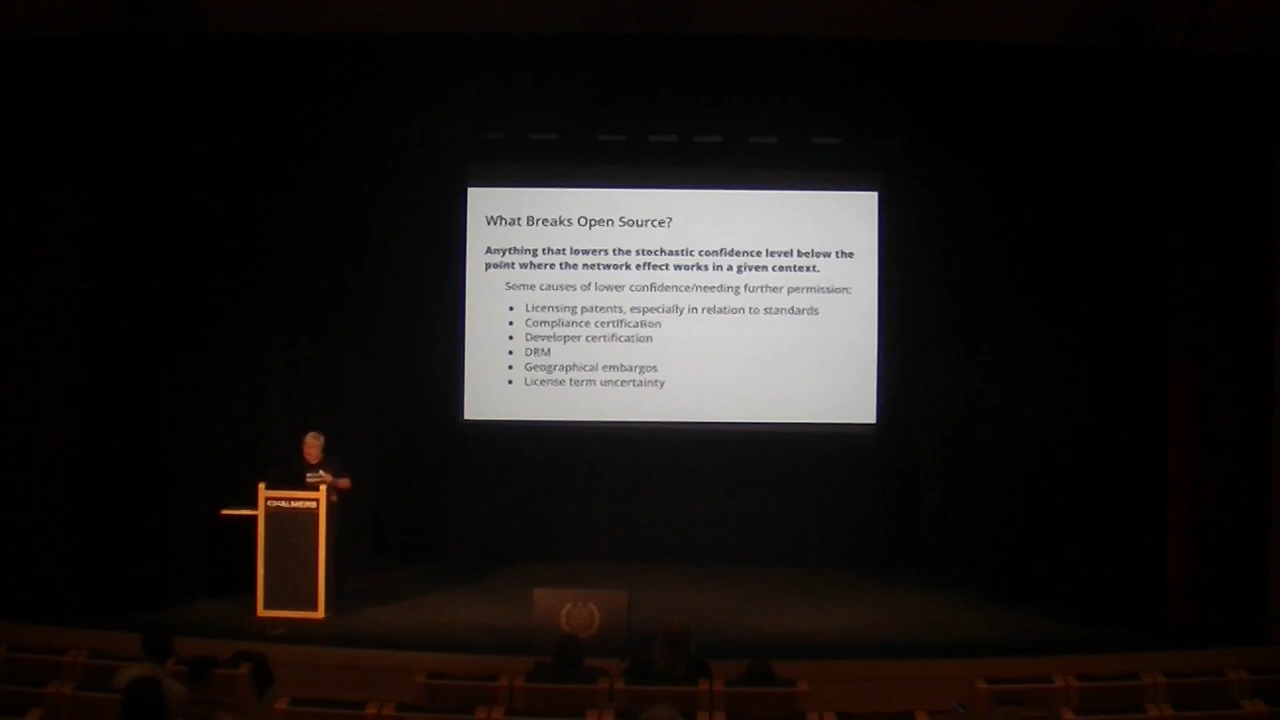 What Breaks Open Source?
Anything that lowers the stochastic confidence level below the
point where the network effect works in a given context.
Some causes of lower confidence/needing further permission:
• Licensing patents, especially in relation to standards
• Compliance certification
• Developer certification
• DRM
• Geographical embargos
• License term uncertainty
CHALMERS